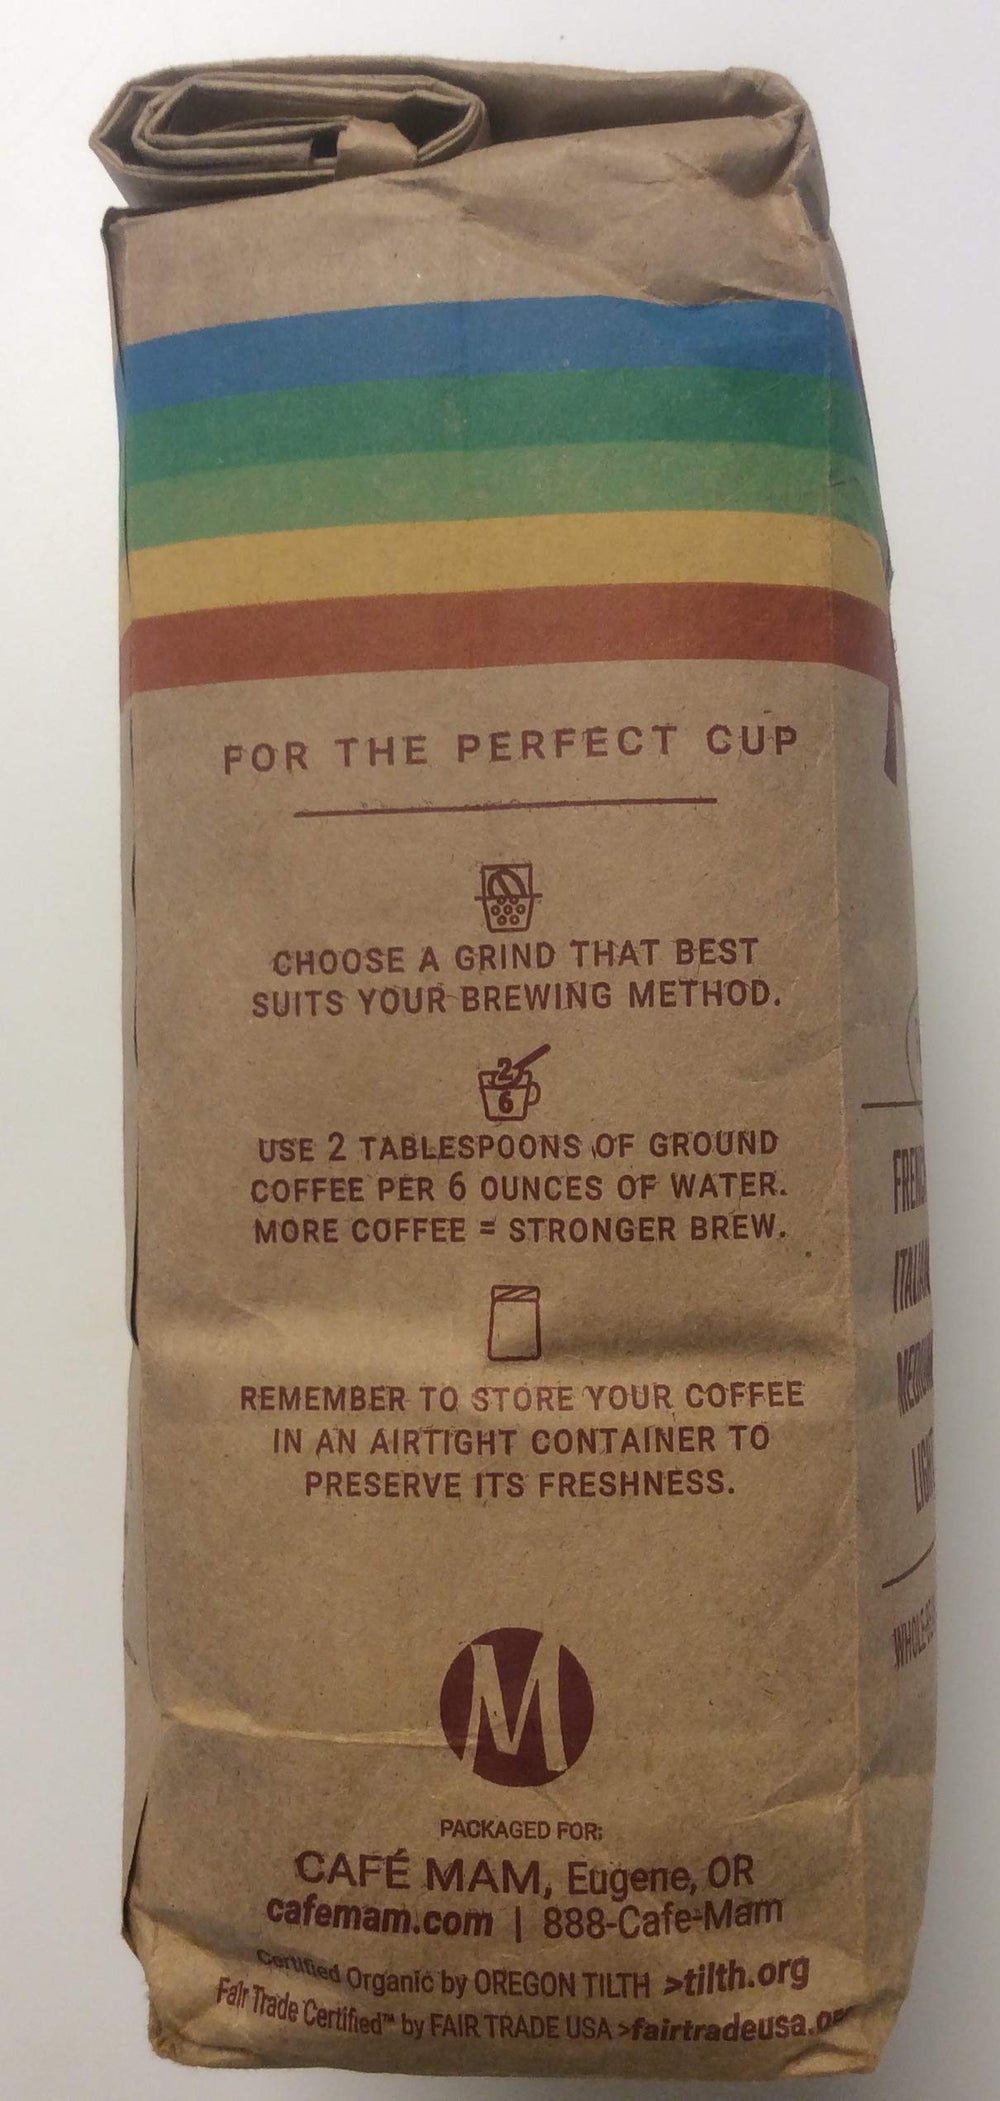 FOR THE PERFECT CUP
CHOOSE A GRIND THAT BEST
SUITS YOUR BREWING METHOD.
2
6
USE 2 TABLESPOONS OF GROUND
COFFEE PER 6 OUNCES OF WATER.
MORE COFFEE = STRONGER BREW.
REMEMBER TO STORE YOUR COFFEE
IN AN AIRTIGHT CONTAINER TO
PRESERVE ITS FRESHNESS.
M
PACKAGED FOR:
CAFÉ MAM, Eugene, OR
cafemam.com | 888-Cafe-Mam
Certified Organic by OREGON TILTH >tilth.org
Fair Trade Certified™ by FAIR TRADE USA >fairtradeusa.org